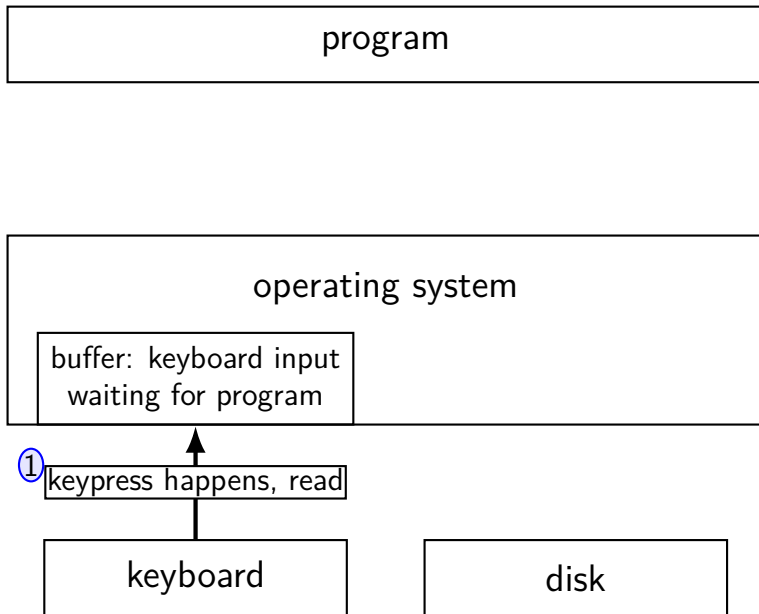 program
operating system
buffer: keyboard input
waiting for program
1
keypress happens, read
keyboard
disk